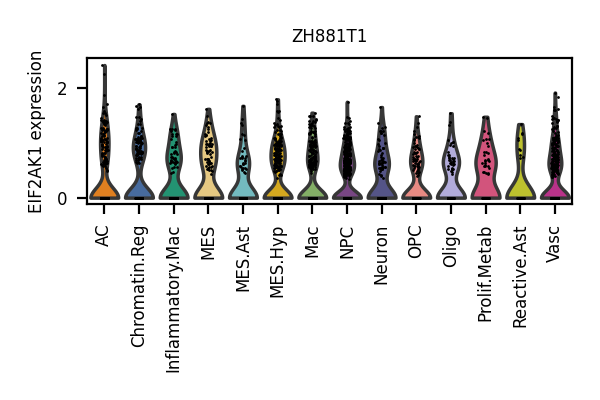 ZH881T1
EIF2AK1 expression
2
0
AC
Chromatin.Reg
Inflammatory.Mac
MES
MES.Ast
MES.Hyp
Mac
NPC
Neuron
OPC
Oligo
Prolif.Metab
Reactive.Ast
Vasc